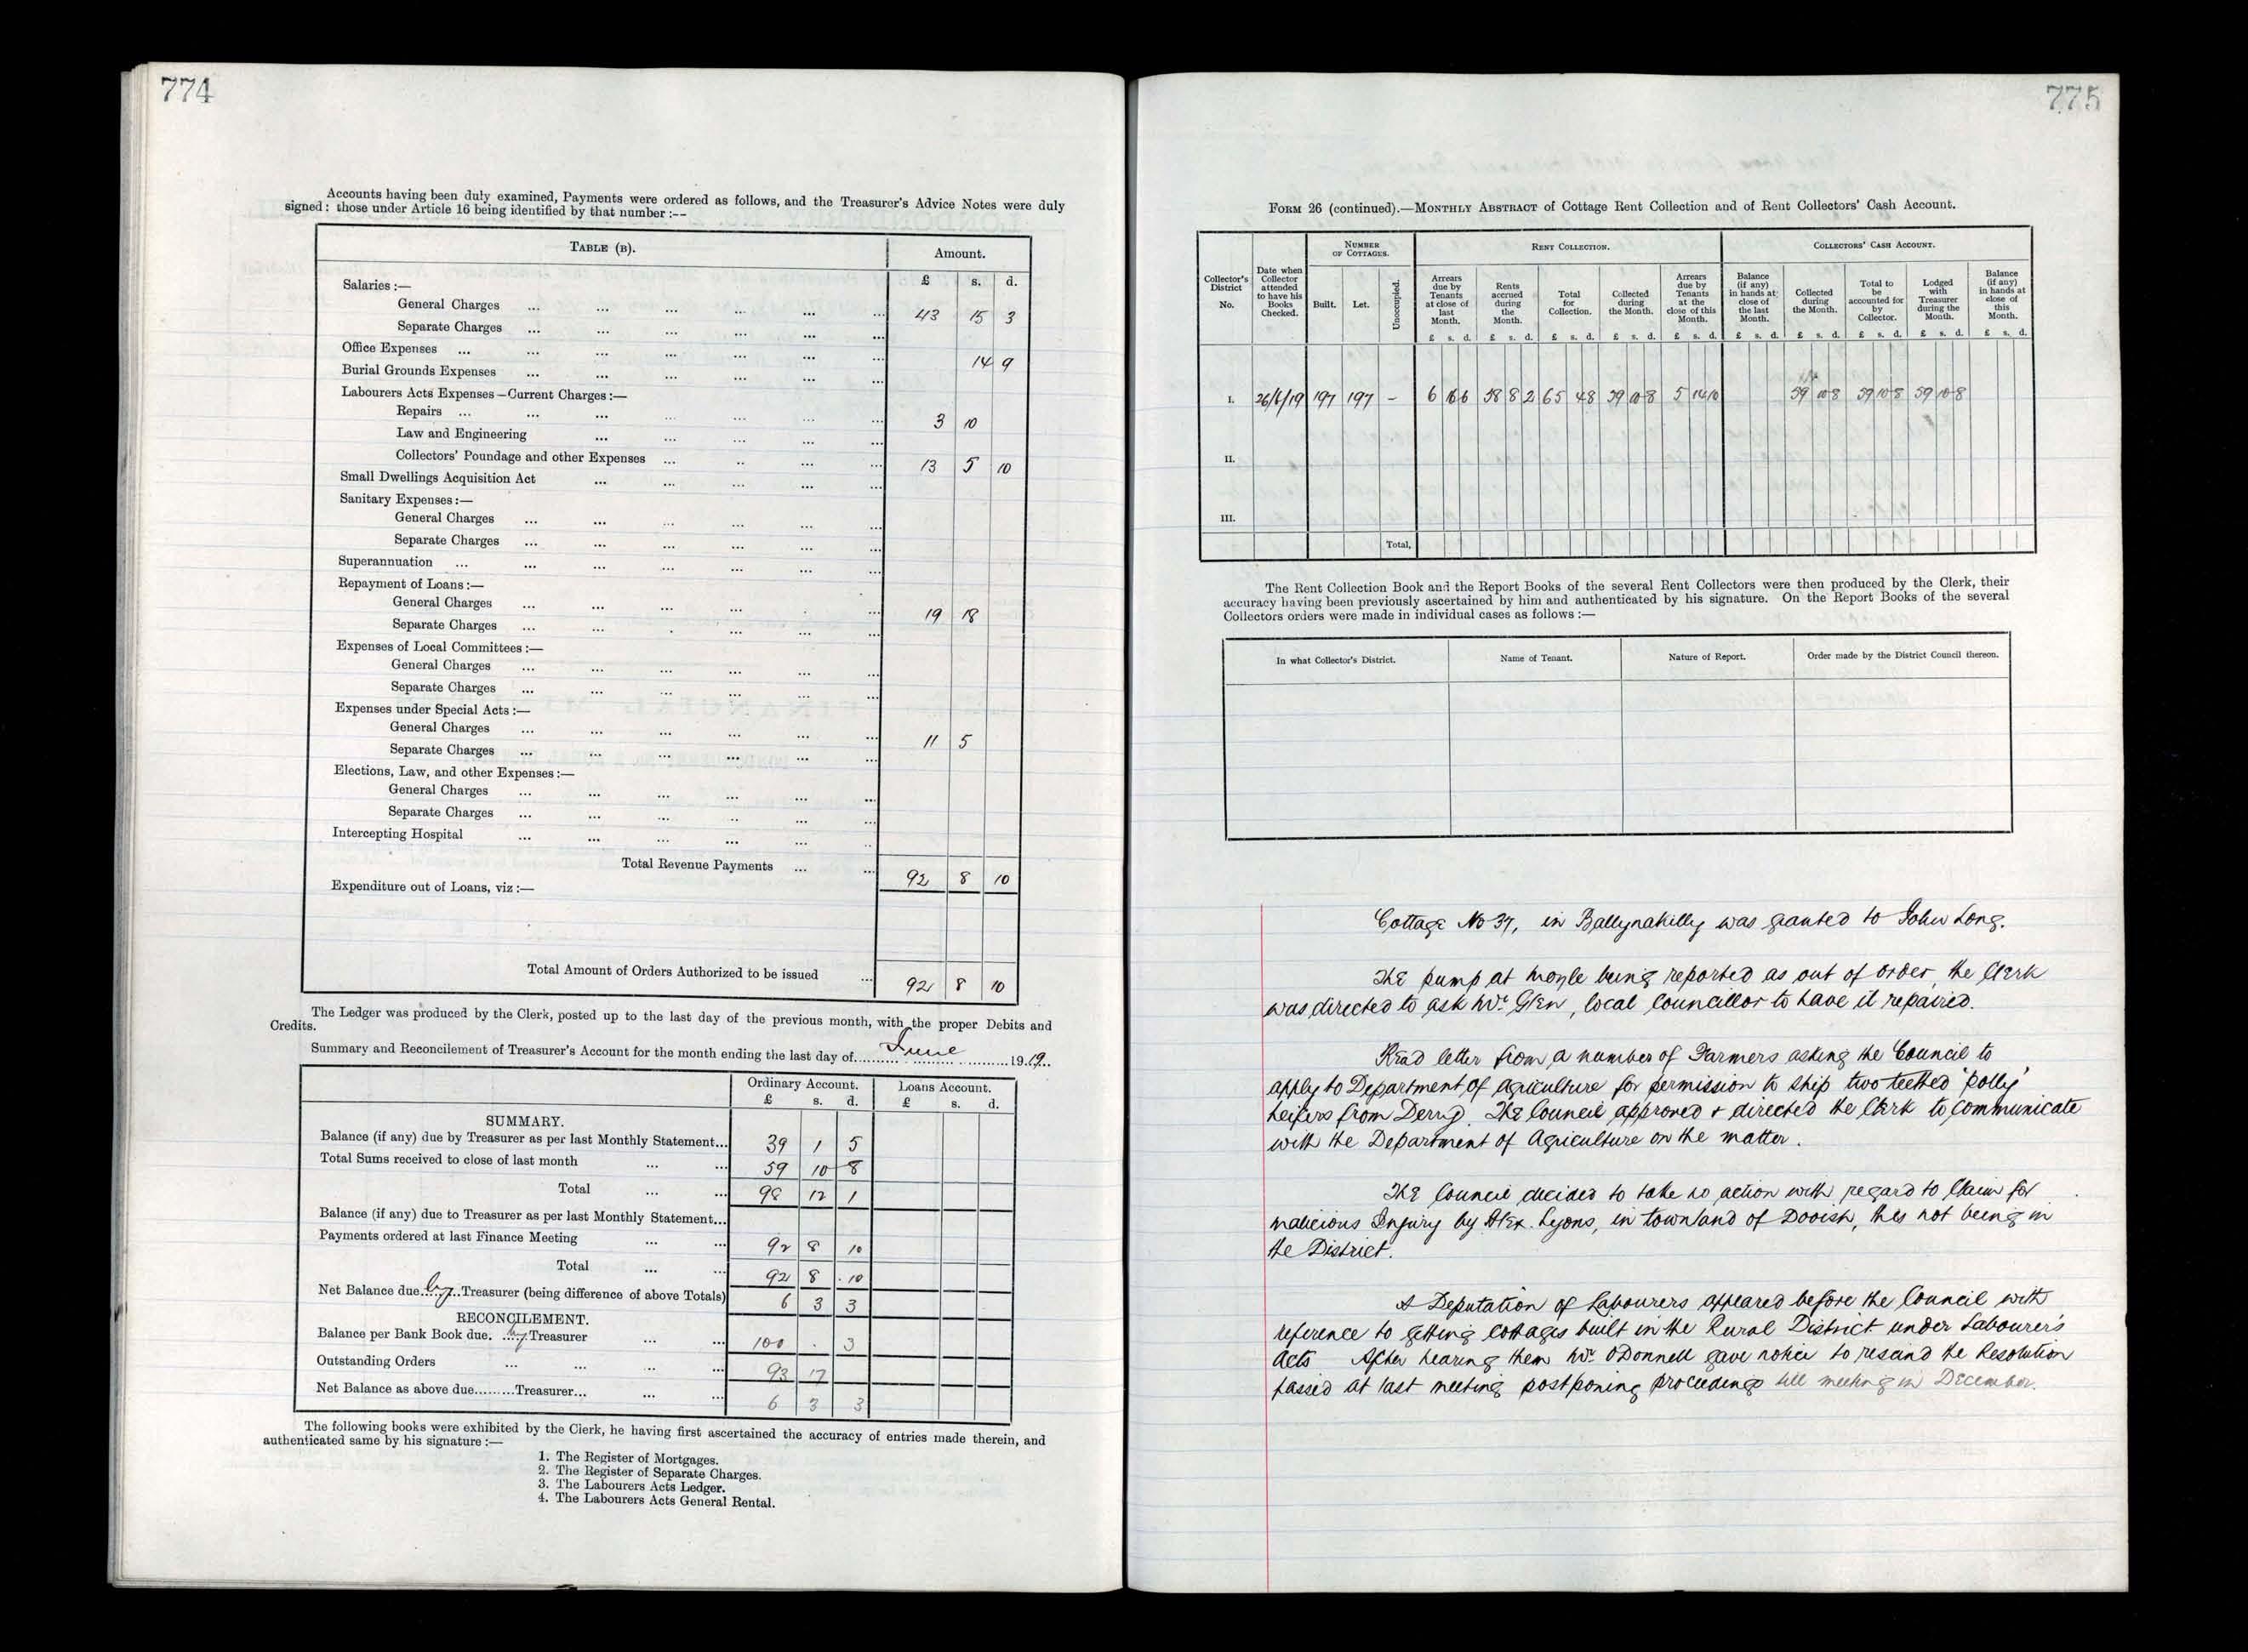 774
Accounts having been duly examined, Payments were ordered as follows, and the Treasurer's Advice Notes were duly
signed: those under Article 16 being identified by that number :--
TABLE (B). Amount.
£ s. d.
Salaries :—
General Charges ... ... ... ... ... ... 43 15 3
Separate Charges ... ... ... ... ... ...
Office Expenses ... ... ... ... ... ... 14 9
Burial Grounds Expenses ... ... ... ... ...
Labourers Acts Expenses—Current Charges :—
Repairs ... ... ... ... ... ... 3 10
Law and Engineering ... ... ... ... ...
Collectors' Poundage and other Expenses ... .. ... ... 13 5 10
Small Dwellings Acquisition Act ... ... ... ... ...
Sanitary Expenses :—
General Charges ... ... ... ... ... ...
Separate Charges ... ... ... ... ... ...
Superannuation ... ... ... ... ... ...
Repayment of Loans :—
General Charges ... ... ... ... . ... 19 18
Separate Charges ... ... . ... ... ...
Expenses of Local Committees :—
General Charges ... ... ... ... ... ...
Separate Charges ... ... ... ... ... ...
Expenses under Special Acts :—
General Charges ... ... ... ... ... ... 11 5
Separate Charges ... ... ... ... ... ...
Elections, Law, and other Expenses :—
General Charges ... ... ... ... ... ...
Separate Charges ... ... ... .. ... ...
Intercepting Hospital ... ... ... ... ... ..
Total Revenue Payments ... ... 92 8 10
Expenditure out of Loans, viz :—
Total Amount of Orders Authorized to be issued ... 92 8 10
The Ledger was produced by the Clerk, posted up to the last day of the previous month, with the proper Debits and
Credits.
Summary and Reconcilement of Treasurer's Account for the month ending the last day of June 1919
Ordinary Account. Loans Account.
£ s. d. £ s. d.
SUMMARY.
Balance (if any) due by Treasurer as per last Monthly Statement... 39 1 5
Total Sums received to close of last month ... ... 59 10 8
Total ... ... 98 12 1
Balance (if any) due to Treasurer as per last Monthly Statement...
Payments ordered at last Finance Meeting ... ... 92 8 10
Total ... ... 92 8 10
Net Balance due by Treasurer (being difference of above Totals) 6 3 3
RECONCILEMENT.
Balance per Bank Book due by Treasurer ... ... 100 . 3
Outstanding Orders ... ... .. ... 93 17
Net Balance as above due.........Treasurer... ... ... 6 3 3
The following books were exhibited by the Clerk, he having first ascertained the accuracy of entries made therein, and
authenticated same by his signature :—
1. The Register of Mortgages.
2. The Register of Separate Charges.
3. The Labourers Acts Ledger.
4. The Labourers Acts General Rental.
775
FORM 26 (continued).—MONTHLY ABSTRACT of Cottage Rent Collection and of Rent Collectors' Cash Account.
Collector's District No.
Date when Collector attended to have his Books Checked.
NUMBER OF COTTAGES.
Built. Let. Unoccupied.
RENT COLLECTION.
Arrears due by Tenants at close of last Month.
Rents accrued during the Month.
Total for Collection.
Collected during the Month.
Arrears due by Tenants at the close of this Month.
COLLECTORS' CASH ACCOUNT.
Balance (if any) in hands at close of the last Month.
Collected during the Month.
Total to be accounted for by Collector.
Lodged with Treasurer during the Month.
Balance (if any) in hands at close of this Month.
£ s. d. £ s. d. £ s. d. £ s. d. £ s. d. £ s. d. £ s. d. £ s. d. £ s. d. £ s. d.
I. 26/6/19 197 197 – 6 16 6 58 8 2 65 4 8 59 10 8 5 14 0 59 10 8 59 10 8 59 10 8
II.
III.
Total,
The Rent Collection Book and the Report Books of the several Rent Collectors were then produced by the Clerk, their
accuracy having been previously ascertained by him and authenticated by his signature. On the Report Books of the several
Collectors orders were made in individual cases as follows :—
In what Collector's District. Name of Tenant. Nature of Report. Order made by the District Council thereon.
Cottage No 37, in Ballynakilly was granted to John Long.
The pump at Moyle being reported as out of order, the Clerk
was directed to ask Mr. Glen, local Councillor to have it repaired.
Read letter from a number of Farmers asking the Council to
apply to Department of Agriculture for permission to ship two teethed 'Polly'
heifers from Derry. The Council approved & directed the Clerk to communicate
with the Department of Agriculture on the matter.
The Council decided to take no action with regard to Claim for
malicious Injury by Alex. Lyons, in townland of Dooish, this not being in
the District.
A Deputation of Labourers appeared before the Council with
reference to getting cottages built in the Rural District under Labourer's
Acts After hearing them Mr. O'Donnell gave notice to rescind the Resolution
passed at last meeting postponing proceedings till meeting in December.